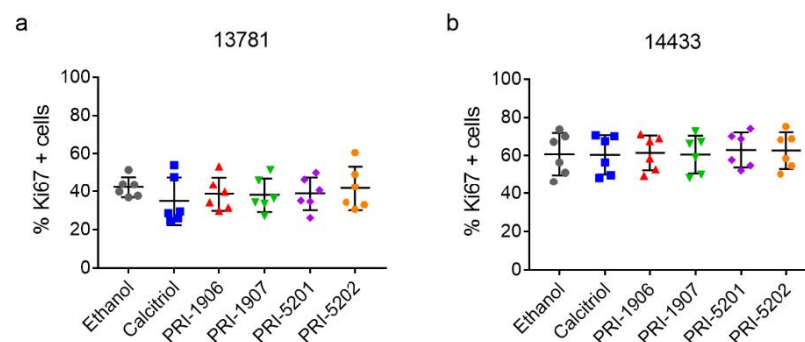 a
13781
% Ki67 + cells
100
80
60
40
20
0
Ethanol
Calcitriol
PRI-1906
PRI-1907
PRI-5201
PRI-5202
b
14433
% Ki67 + cells
100
80
60
40
20
0
Ethanol
Calcitriol
PRI-1906
PRI-1907
PRI-5201
PRI-5202